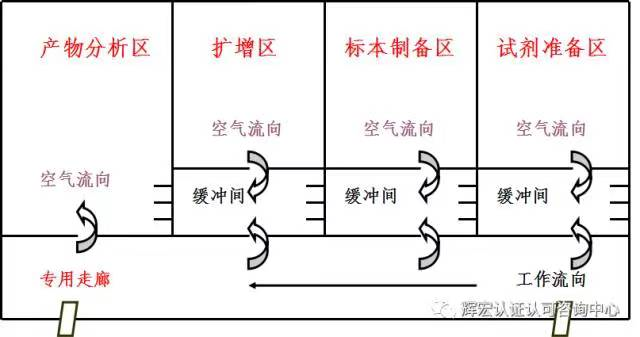 产物分析区 扩增区 标本制备区 试剂准备区
空气流向 空气流向 空气流向
空气流向
缓冲间 缓冲间 缓冲间
专用走廊 工作流向
辉宏认证认可咨询中心